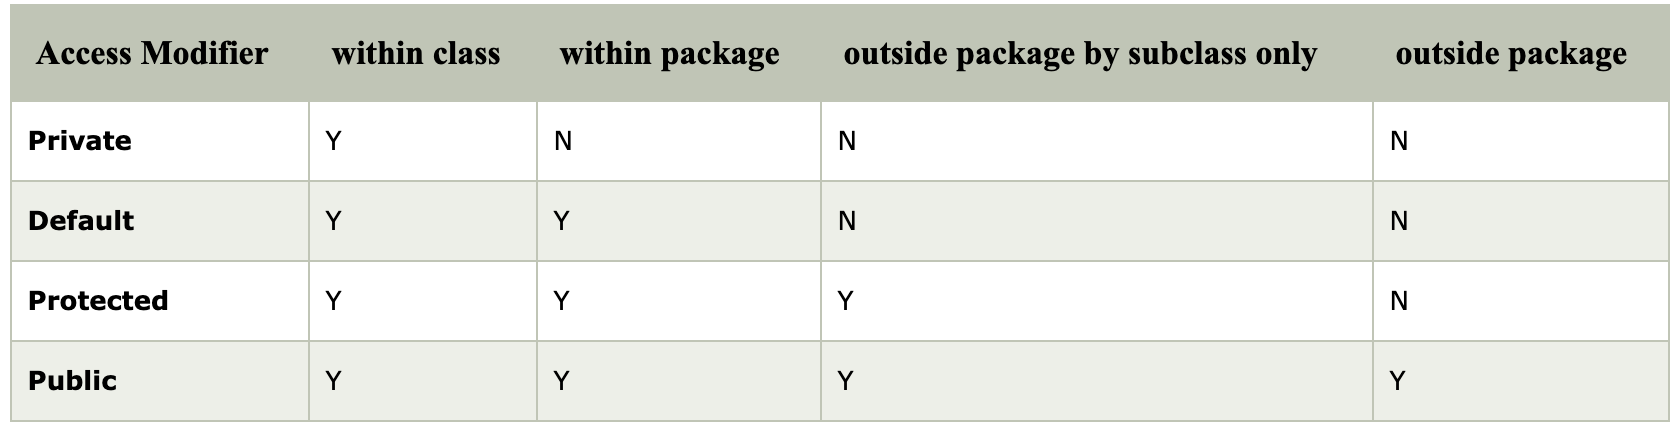 Access Modifier within class within package outside package by subclass only outside package
Private Y N N N
Default Y Y N N
Protected Y Y Y N
Public Y Y Y Y